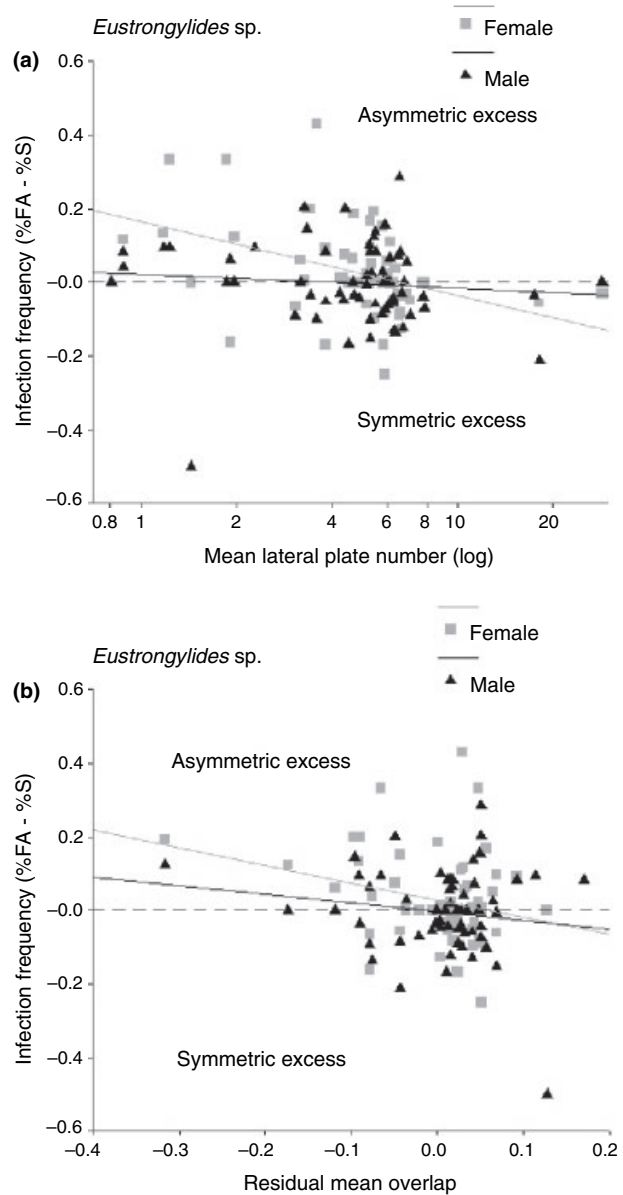 Eustrongylides sp.
Female
Male
(a)
0.6
0.4
0.2
–0.0
–0.2
–0.4
–0.6
Infection frequency (%FA - %S)
Asymmetric excess
Symmetric excess
0.8 1 2 4 6 8 10 20
Mean lateral plate number (log)
Eustrongylides sp.
Female
Male
(b)
0.6
0.4
0.2
–0.0
–0.2
–0.4
–0.6
Infection frequency (%FA - %S)
Asymmetric excess
Symmetric excess
–0.4 –0.3 –0.2 –0.1 0.0 0.1 0.2
Residual mean overlap